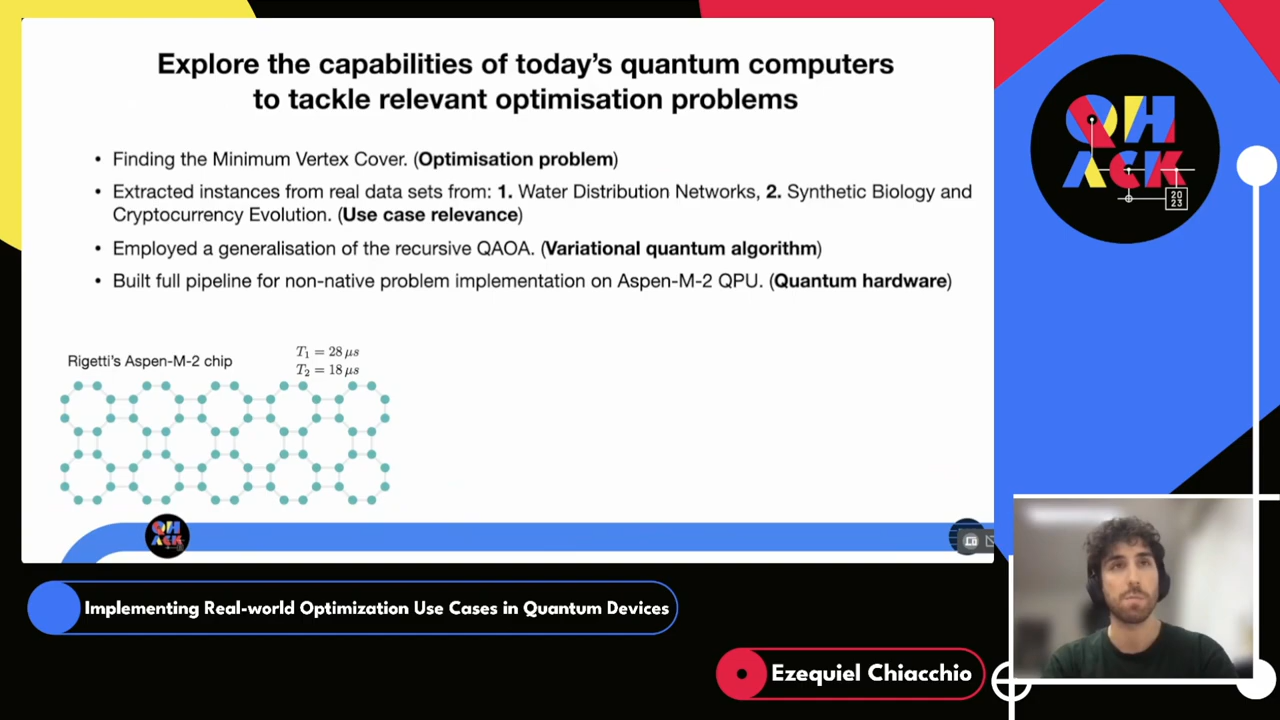 Explore the capabilities of today's quantum computers
to tackle relevant optimisation problems
• Finding the Minimum Vertex Cover. (Optimisation problem)
• Extracted instances from real data sets from: 1. Water Distribution Networks, 2. Synthetic Biology and
Cryptocurrency Evolution. (Use case relevance)
• Employed a generalisation of the recursive QAOA. (Variational quantum algorithm)
• Built full pipeline for non-native problem implementation on Aspen-M-2 QPU. (Quantum hardware)
Rigetti's Aspen-M-2 chip
T₁ = 28 μs
T₂ = 18 μs
QH
ACK
QH
ACK
20
23
Implementing Real-world Optimization Use Cases in Quantum Devices
Ezequiel Chiacchio